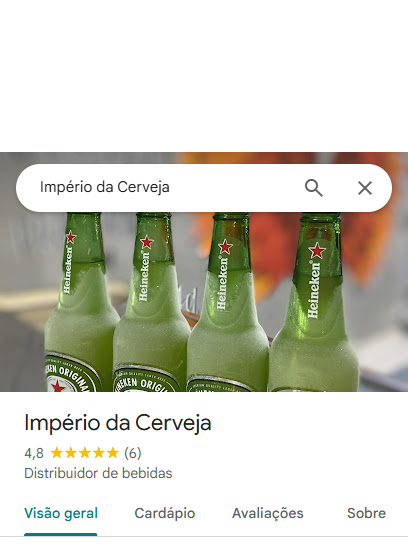 Império da Cerveja
Heineken
Heineken
Heineken
Heineken
HEINEKEN ORIGINAL
HEINEKEN ORIGINAL
Império da Cerveja
4,8 ★★★★★ (6)
Distribuidor de bebidas
Visão geral Cardápio Avaliações Sobre